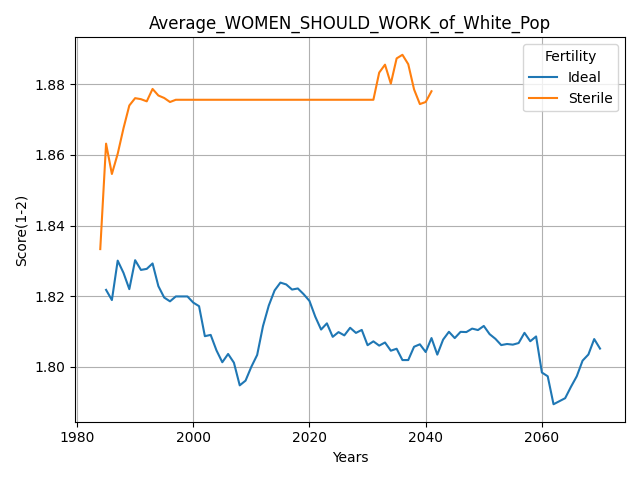 Average_WOMEN_SHOULD_WORK_of_White_Pop
Fertility
Ideal
Sterile
Score(1-2)
1.88
1.86
1.84
1.82
1.80
1980 2000 2020 2040 2060
Years